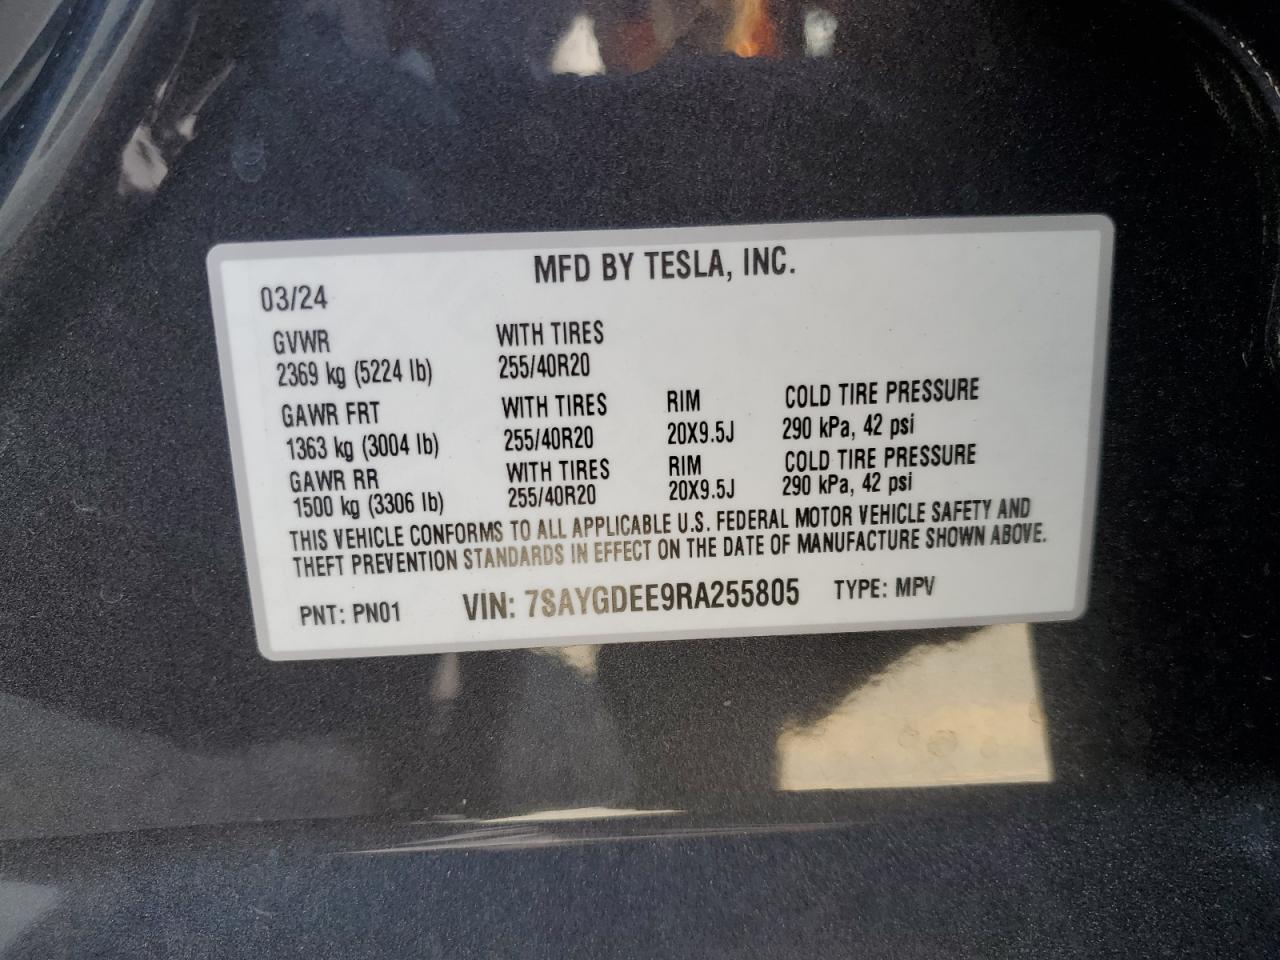 MFD BY TESLA, INC.
03/24
GVWR WITH TIRES
2369 kg (5224 lb) 255/40R20
GAWR FRT WITH TIRES RIM COLD TIRE PRESSURE
1363 kg (3004 lb) 255/40R20 20X9.5J 290 kPa, 42 psi
GAWR RR WITH TIRES RIM COLD TIRE PRESSURE
1500 kg (3306 lb) 255/40R20 20X9.5J 290 kPa, 42 psi
THIS VEHICLE CONFORMS TO ALL APPLICABLE U.S. FEDERAL MOTOR VEHICLE SAFETY AND
THEFT PREVENTION STANDARDS IN EFFECT ON THE DATE OF MANUFACTURE SHOWN ABOVE.
PNT: PN01 VIN: 7SAYGDEE9RA255805 TYPE: MPV